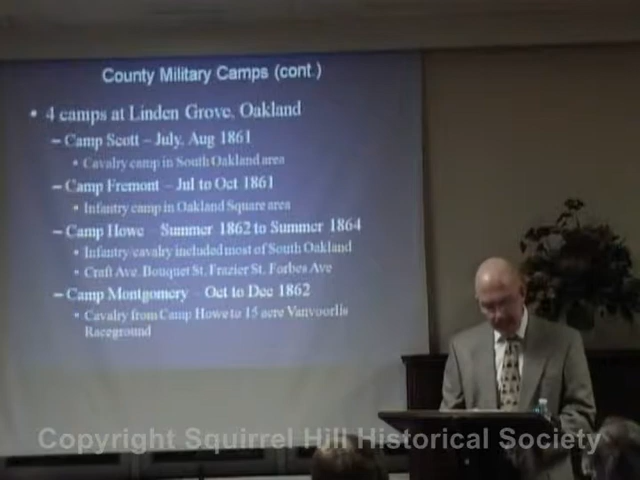 County Military Camps (cont.)
• 4 camps at Linden Grove, Oakland
– Camp Scott – July, Aug 1861
• Cavalry camp in South Oakland area
– Camp Fremont – Jul to Oct 1861
• Infantry camp in Oakland Square area
– Camp Howe – Summer 1862 to Summer 1864
• Infantry/cavalry included most of South Oakland
• Craft Ave, Bouquet St, Frazier St, Forbes Ave
– Camp Montgomery – Oct to Dec 1862
• Cavalry from Camp Howe to 15 acre
Raceground
Copyright Squirrel Hill Historical Society